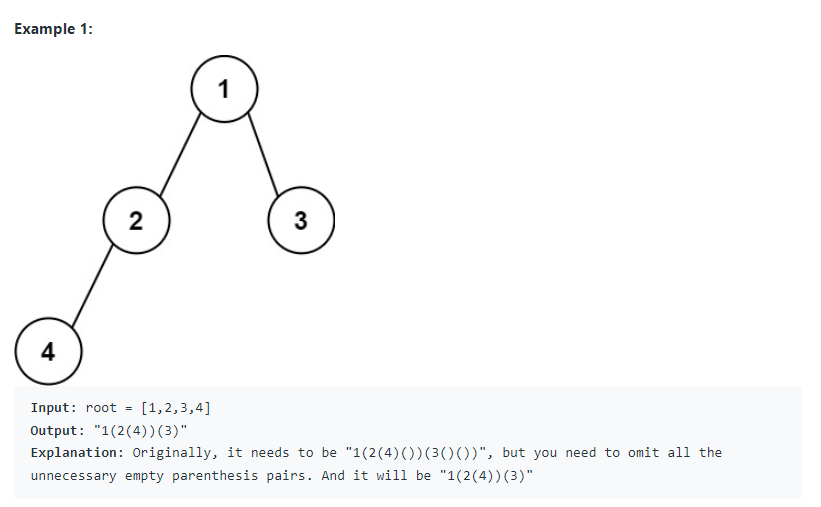 Example 1:
1
2
3
4
Input: root = [1,2,3,4]
Output: "1(2(4))(3)"
Explanation: Originally, it needs to be "1(2(4)())(3()())", but you need to omit all the
unnecessary empty parenthesis pairs. And it will be "1(2(4))(3)"